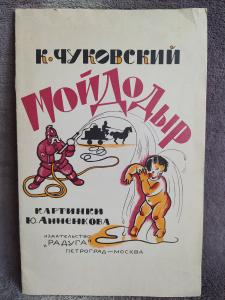 К. ЧУКОВСКИЙ
МОЙДОДЫР
КАРТИНКИ
Ю. АННЕНКОВА
ИЗДАТЕЛЬСТВО
„РАДУГА“
ПЕТРОГРАД—МОСКВА